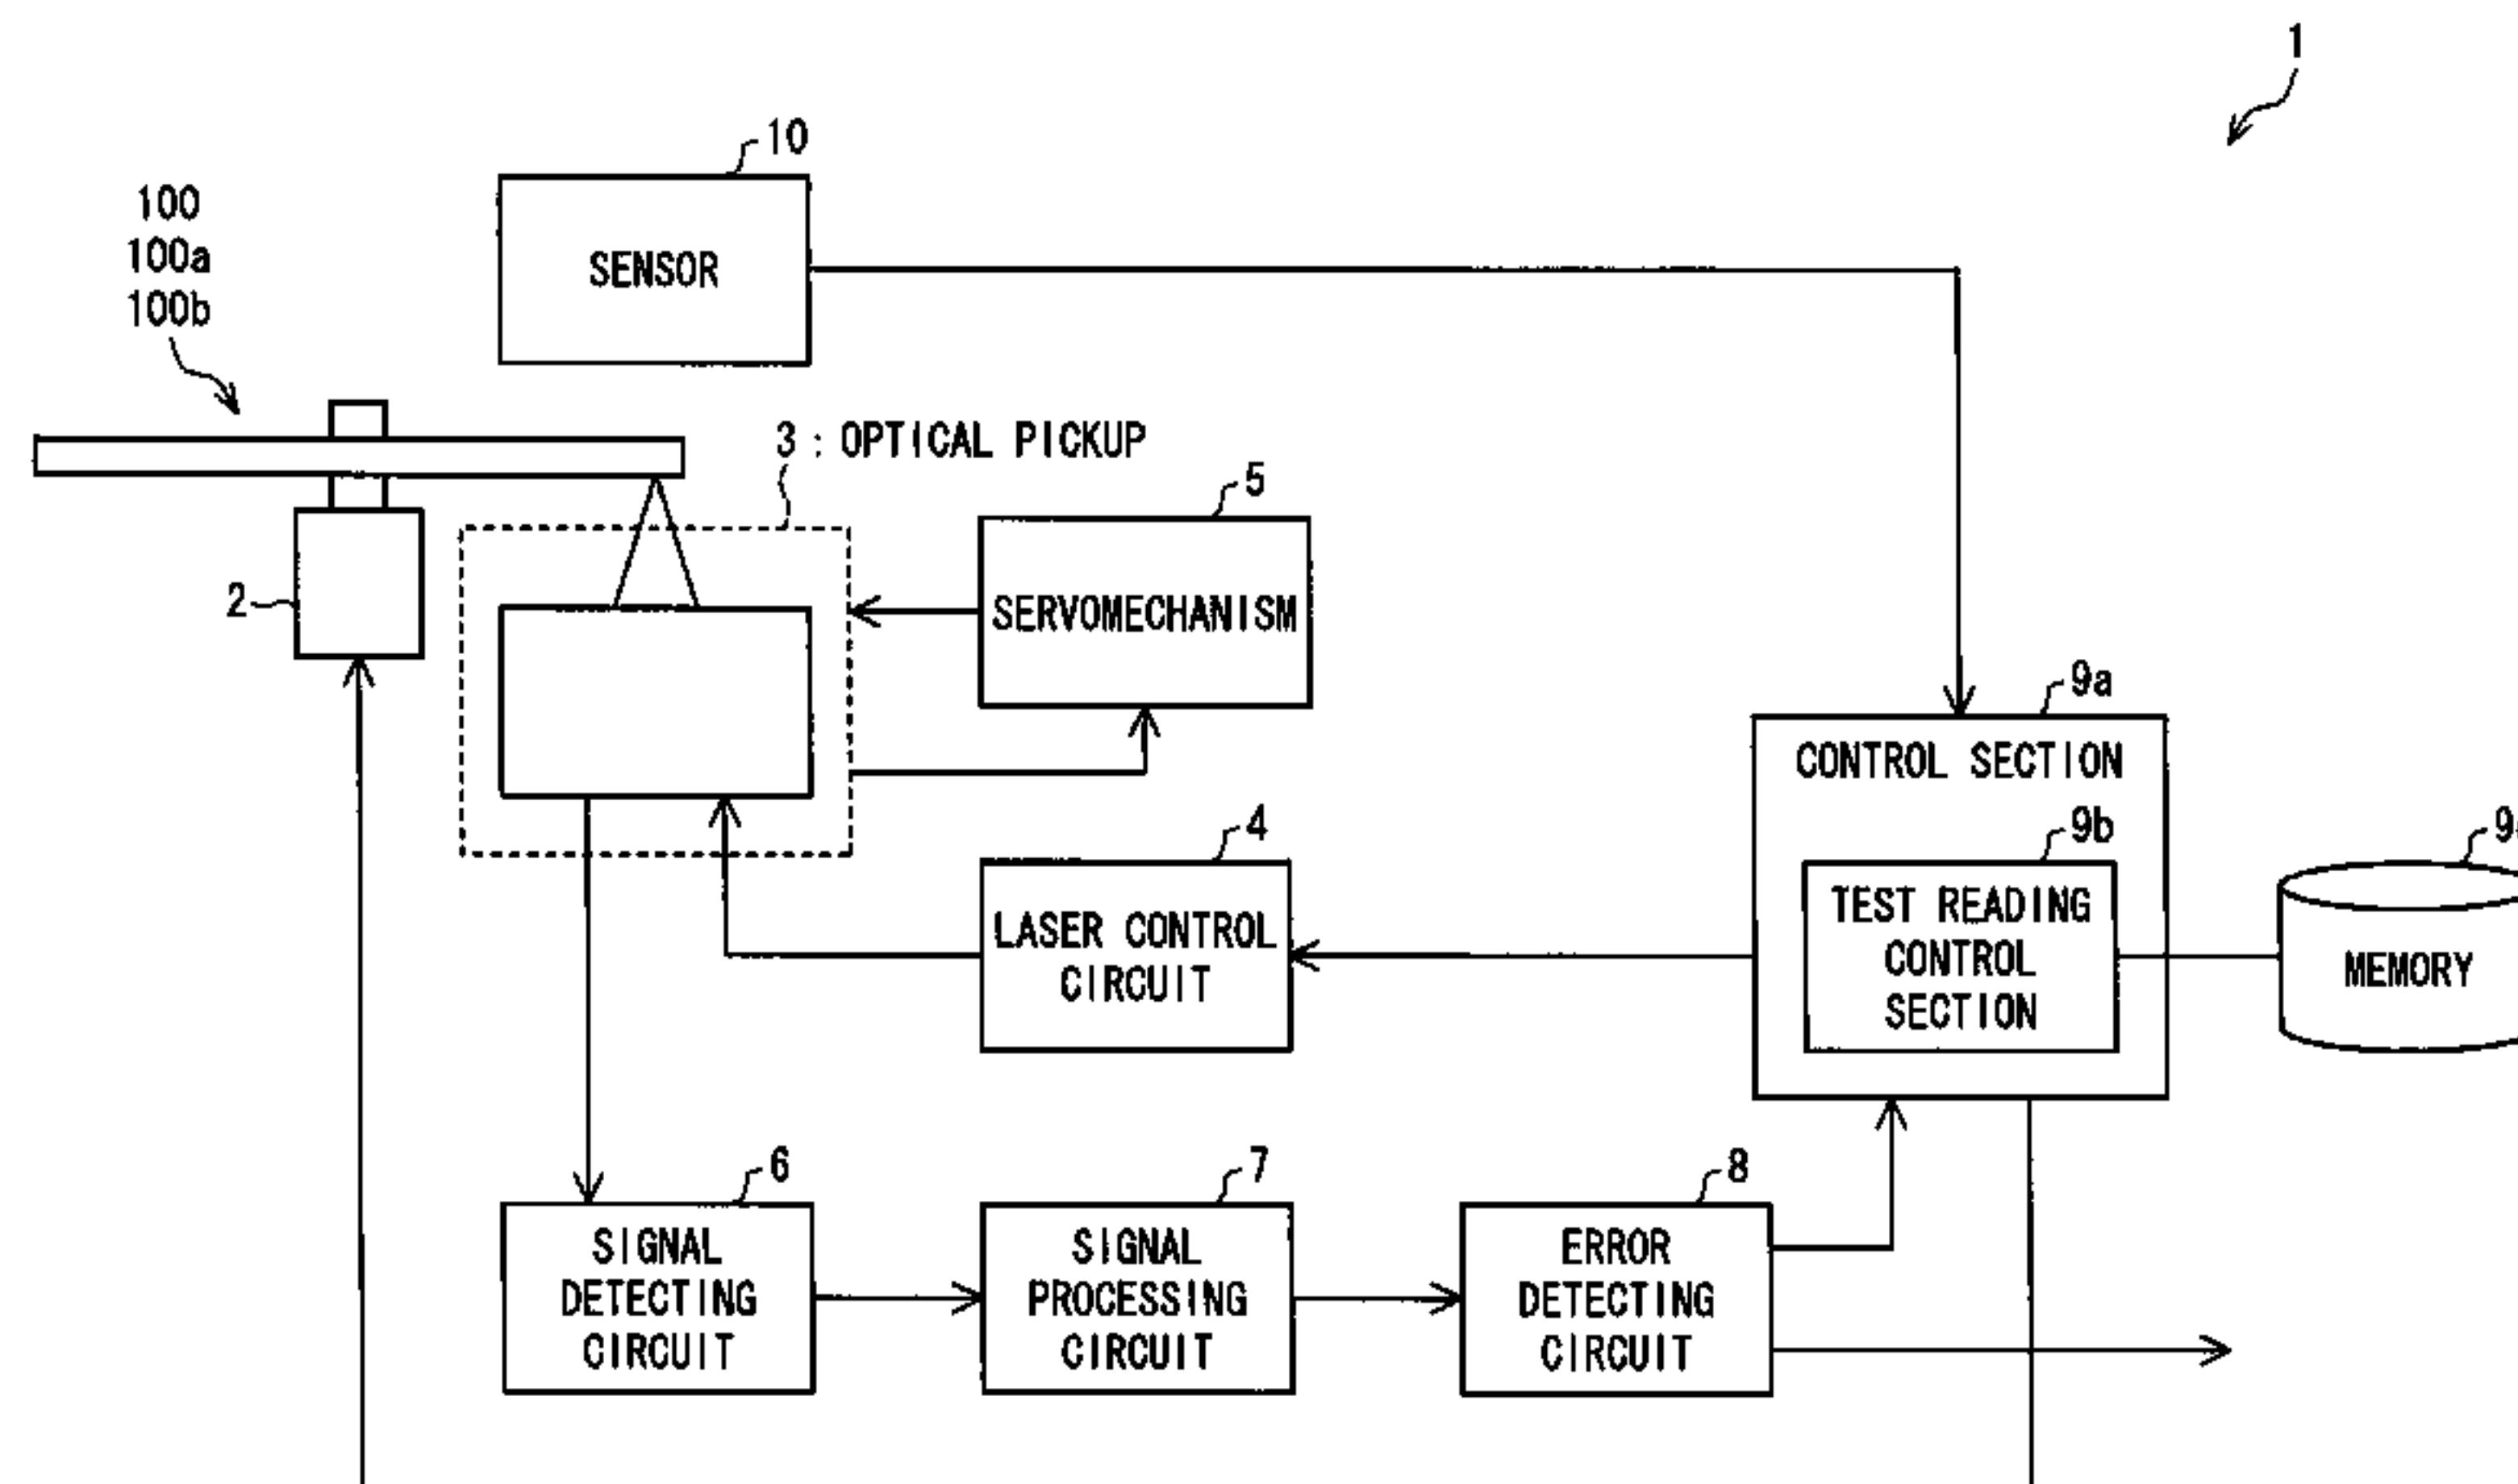 1
10
100
100a
100b
SENSOR
3 : OPTICAL PICKUP
5
2
SERVOMECHANISM
9a
CONTROL SECTION
4
9b
LASER CONTROL
CIRCUIT
TEST READING
CONTROL
SECTION
MEMORY
6
7
8
SIGNAL
DETECTING
CIRCUIT
SIGNAL
PROCESSING
CIRCUIT
ERROR
DETECTING
CIRCUIT